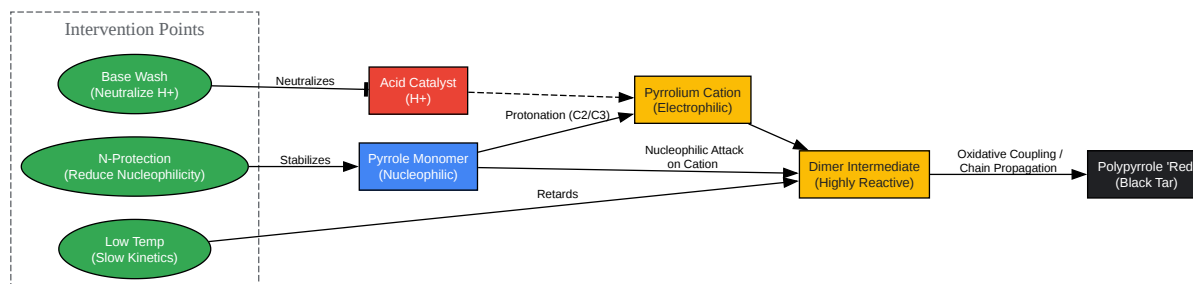 Intervention Points
Base Wash
(Neutralize H+)
Neutralizes
Acid Catalyst
(H+)
Pyrrolium Cation
(Electrophilic)
Protonation (C2/C3)
N-Protection
(Reduce Nucleophilicity)
Stabilizes
Pyrrole Monomer
(Nucleophilic)
Nucleophilic Attack
on Cation
Dimer Intermediate
(Highly Reactive)
Oxidative Coupling /
Chain Propagation
Polypyrrole 'Red
(Black Tar)
Retards
Low Temp
(Slow Kinetics)